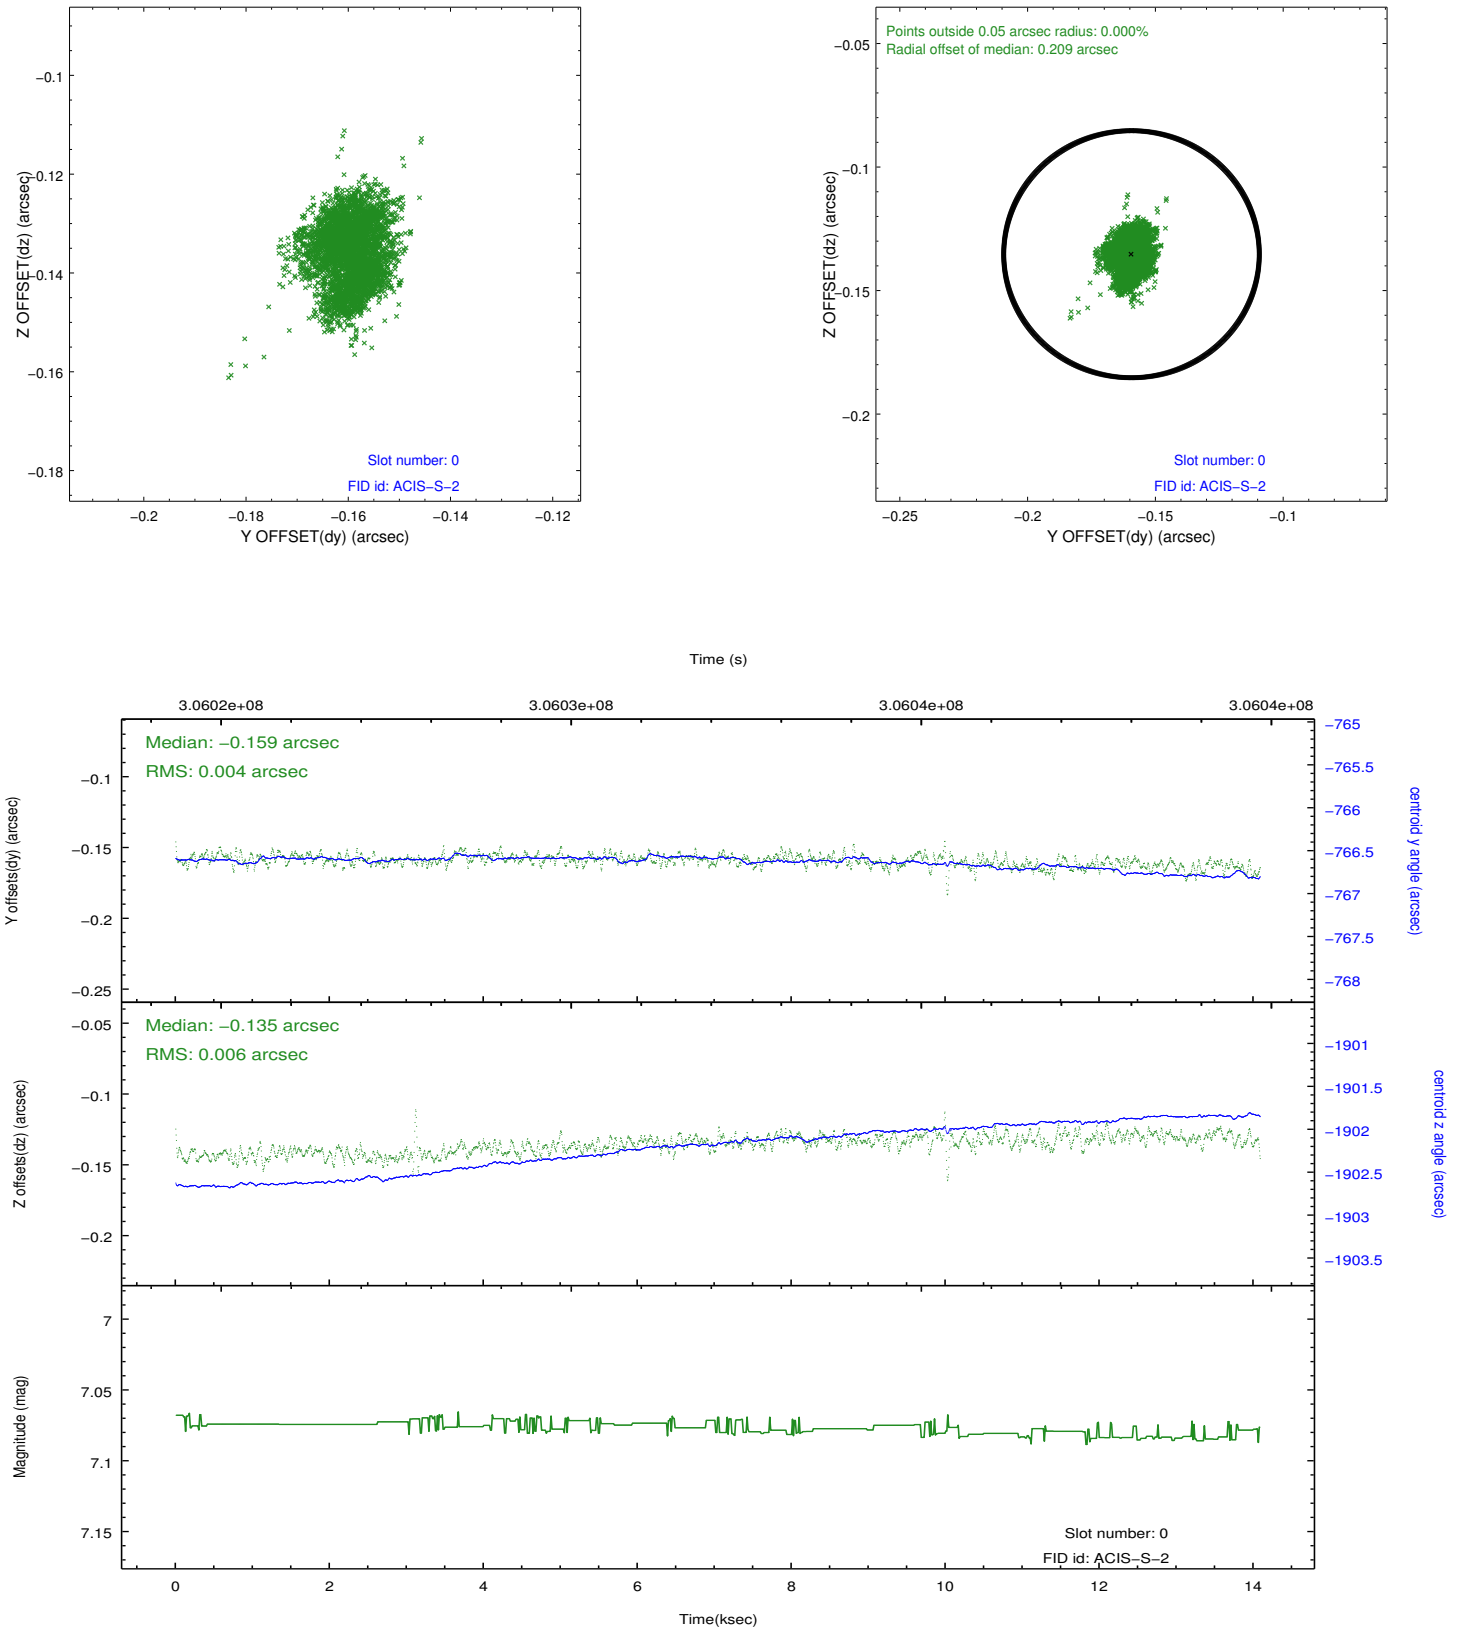 −0.1
−0.12
−0.14
−0.16
−0.18
Z OFFSET(dz) (arcsec)
Slot number: 0
FID id: ACIS−S−2
−0.2
−0.18
−0.16
−0.14
−0.12
Y OFFSET(dy) (arcsec)
Points outside 0.05 arcsec radius: 0.000%
Radial offset of median: 0.209 arcsec
−0.05
−0.1
−0.15
−0.2
Z OFFSET(dz) (arcsec)
Slot number: 0
FID id: ACIS−S−2
−0.25
−0.2
−0.15
−0.1
Y OFFSET(dy) (arcsec)
Time (s)
3.0602e+08
3.0603e+08
3.0604e+08
3.0604e+08
Median: −0.159 arcsec
RMS: 0.004 arcsec
−0.1
−0.15
−0.2
−0.25
Y offsets(dy) (arcsec)
−765
−765.5
−766
−766.5
−767
−767.5
−768
centroid y angle (arcsec)
Median: −0.135 arcsec
RMS: 0.006 arcsec
−0.05
−0.1
−0.15
−0.2
Z offsets(dz) (arcsec)
−1901
−1901.5
−1902
−1902.5
−1903
−1903.5
centroid z angle (arcsec)
7
7.05
7.1
7.15
Magnitude (mag)
Slot number: 0
FID id: ACIS−S−2
0
2
4
6
8
10
12
14
Time(ksec)